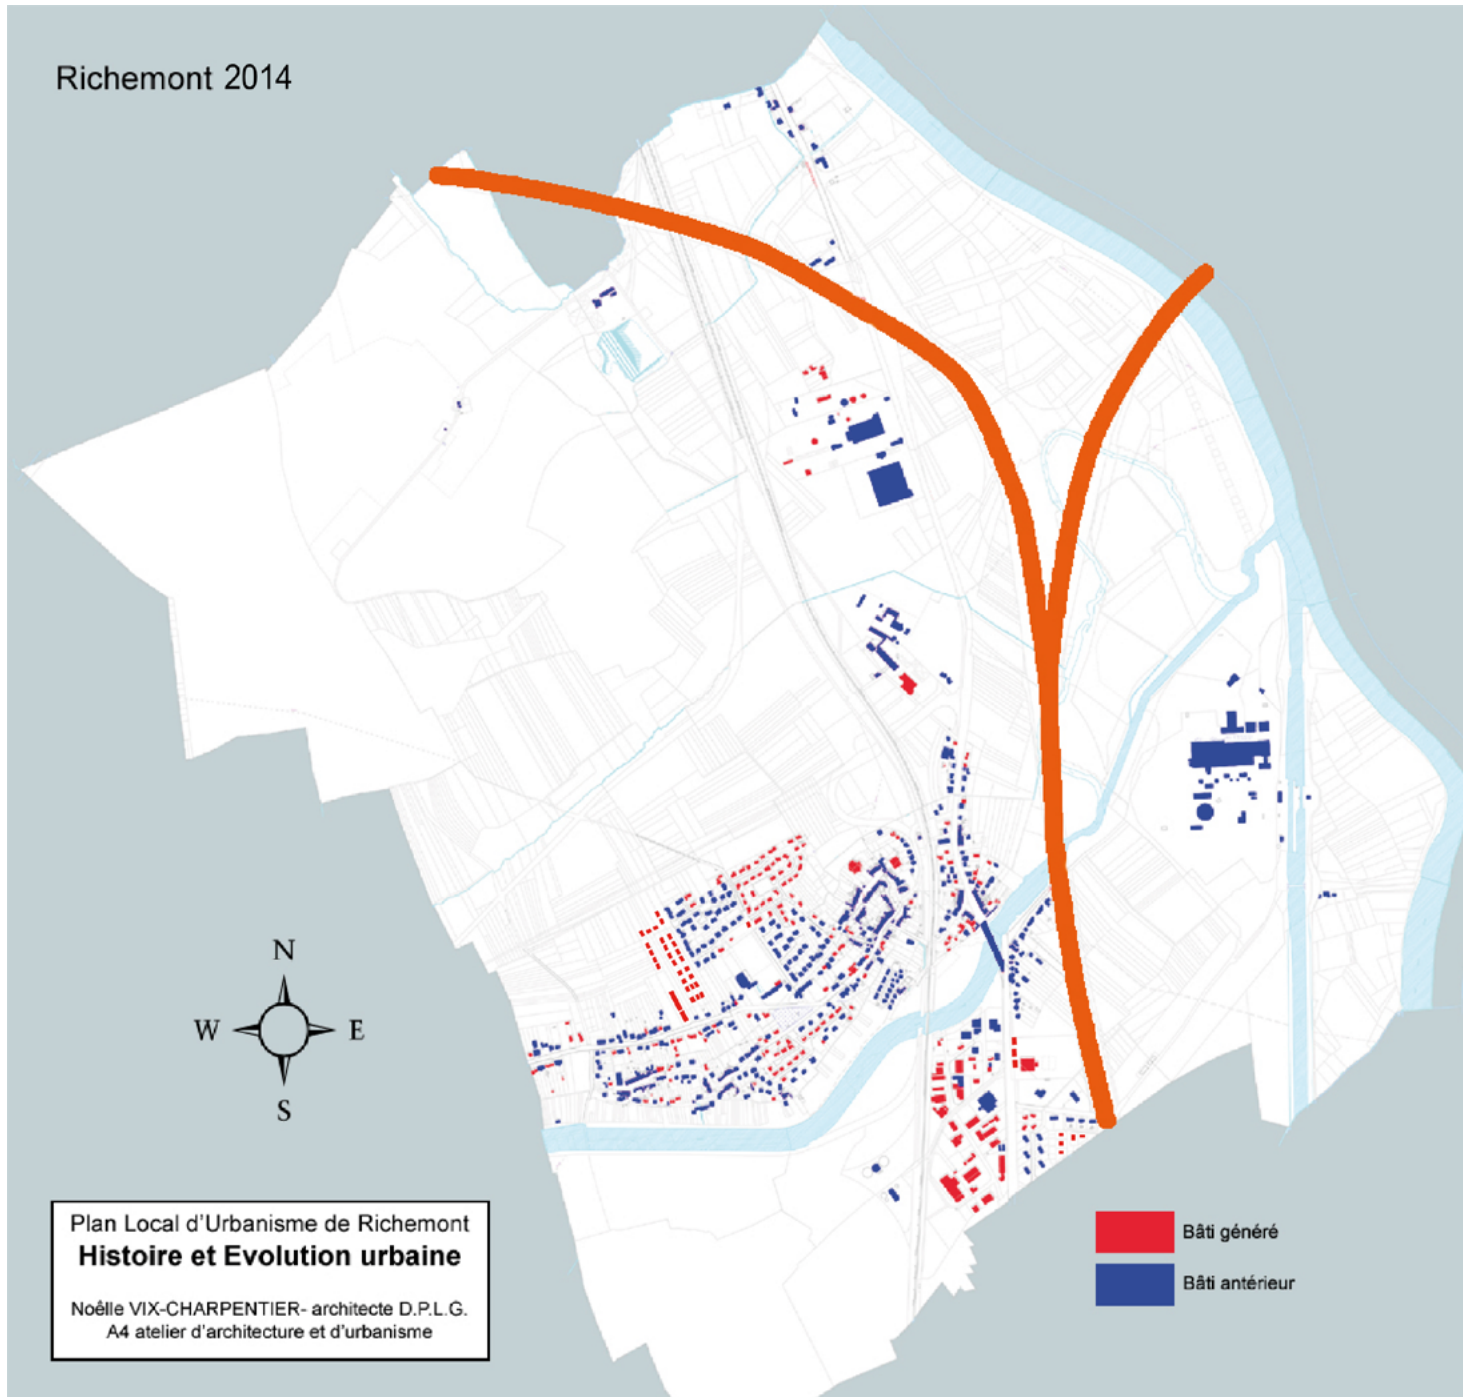 Richemont 2014
N
W
E
S
Plan Local d'Urbanisme de Richemont
Histoire et Evolution urbaine
Noêlle VIX-CHARPENTIER- architecte D.P.L.G.
A4 atelier d'architecture et d'urbanisme
Bâti généré
Bâti antérieur